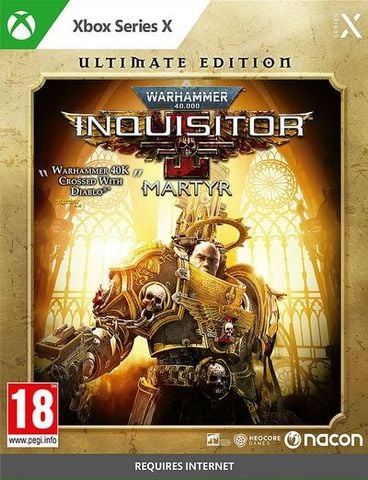 Xbox Series X
SERIES X
ULTIMATE EDITION
WARHAMMER
40,000
INQUISITOR
MARTYR
"WARHAMMER 40K
CROSSED WITH
DIABLO"
18
www.pegi.info
NEOCORE
GAMES
nacon
REQUIRES INTERNET